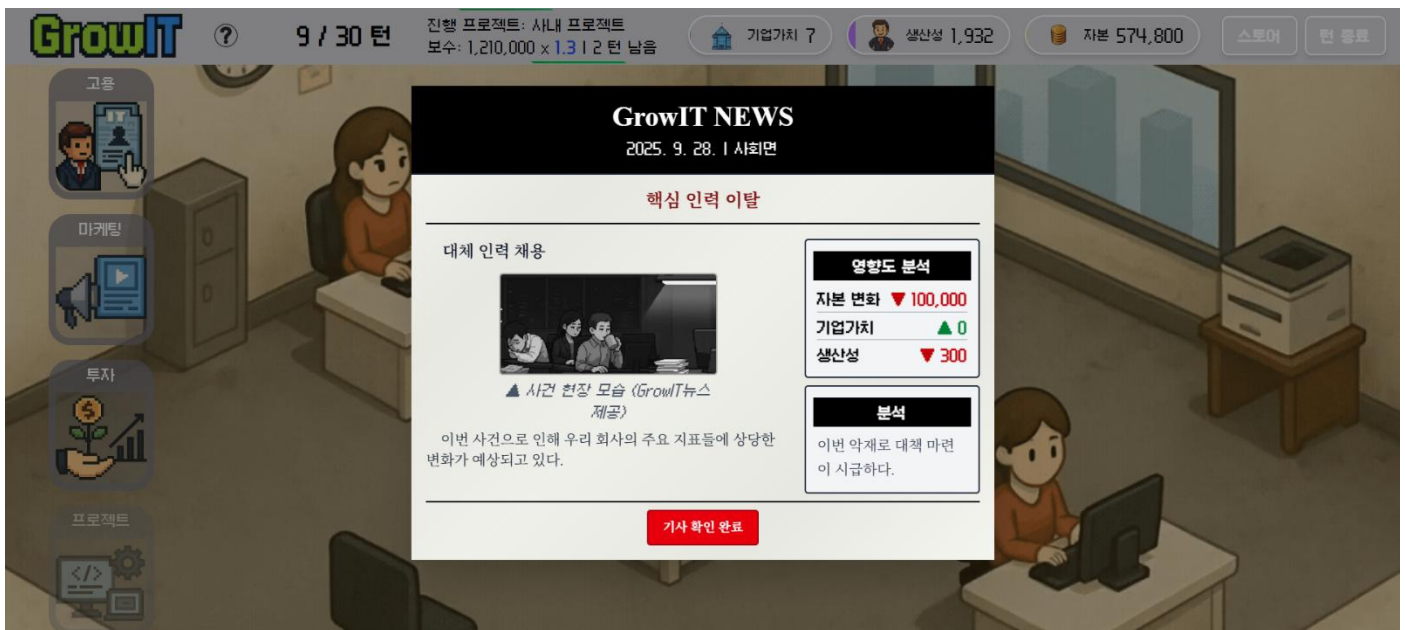 GrowIT
?
9 / 30 턴
진행 프로젝트: 사내 프로젝트
보수: 1,210,000 x 1.3 | 2 턴 남음
기업가치 7
생산성 1,932
자본 574,800
스토어
턴 종료
고용
IT
마케팅
투자
프로젝트
</>
GrowIT NEWS
2025. 9. 28. | 사회면
핵심 인력 이탈
대체 인력 채용
▲ 사건 현장 모습 (GrowIT뉴스
제공)
이번 사건으로 인해 우리 회사의 주요 지표들에 상당한
변화가 예상되고 있다.
영향도 분석
자본 변화 ▼ 100,000
기업가치 ▲ 0
생산성 ▼ 300
분석
이번 악재로 대책 마련
이 시급하다.
기사 확인 완료